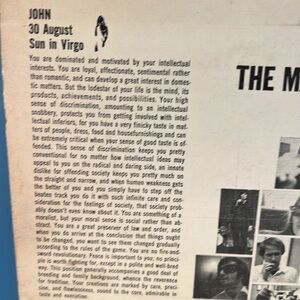 JOHN
30 August
Sun in Virgo
You are dominated and motivated by your intellectual
interests. You are loyal, affectionate, sentimental rather
than romantic, and can develop a great interest in domes-
tic matters. But the lodestar of your life is the mind, its
products, achievements, and possibilities. Your high
sense of discrimination, amounting to an intellectual
snobbery, protects you from getting involved with intel-
lectual inferiors, for you have a very finicky taste in mat-
ters of people, dress, food and housefurnishings and can
be extremely critical when your sense of good taste is of-
fended. This sense of discrimination keeps you pretty
conventional for no matter how intellectual ideas may
appeal to you on the radical and daring side, an innate
dislike for offending society keeps you pretty much on
the straight and narrow, and when human weakness gets
the better of you and you simply have to stay off the
beaten track you do it with such infinite care and con-
sideration for the feelings of society, that society prob-
ably doesn't even know about it. You are something of a
moralist, but your moral sense is social rather than ab-
stract. You are a great preserver of law and order, and
when you do arrive at the conclusion that things ought
to be changed, you want to see them changed gradually
according to the rules of the game. You are no fire-and-
sword revolutionary. Peace is important to you; no princi-
ple is worth fighting for, except in a polite and well-bred
way. This position generally accompanies a good deal of
breeding and family background, whence the reverence
for tradition. Your creations are marked by care, preci-
sion, and flawlessness, sound to the core, admirable in
taste and execution.
THE M